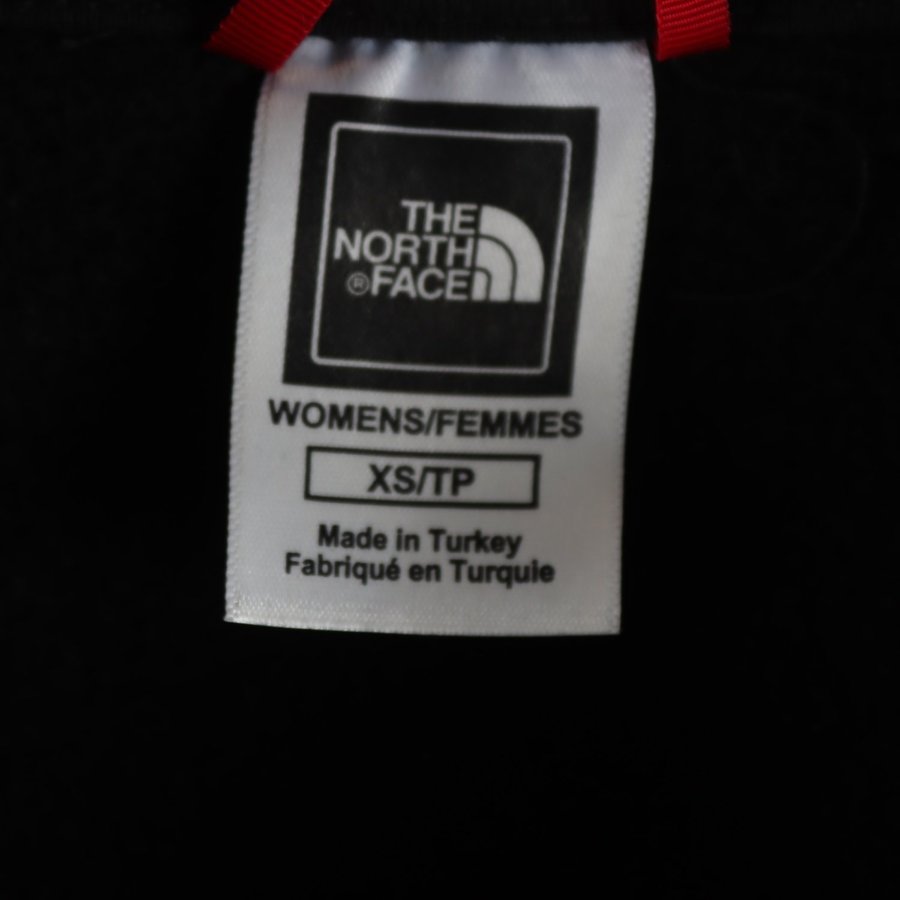 THE
NORTH
®FACE
WOMENS/FEMMES
XS/TP
Made in Turkey
Fabriqué en Turquie